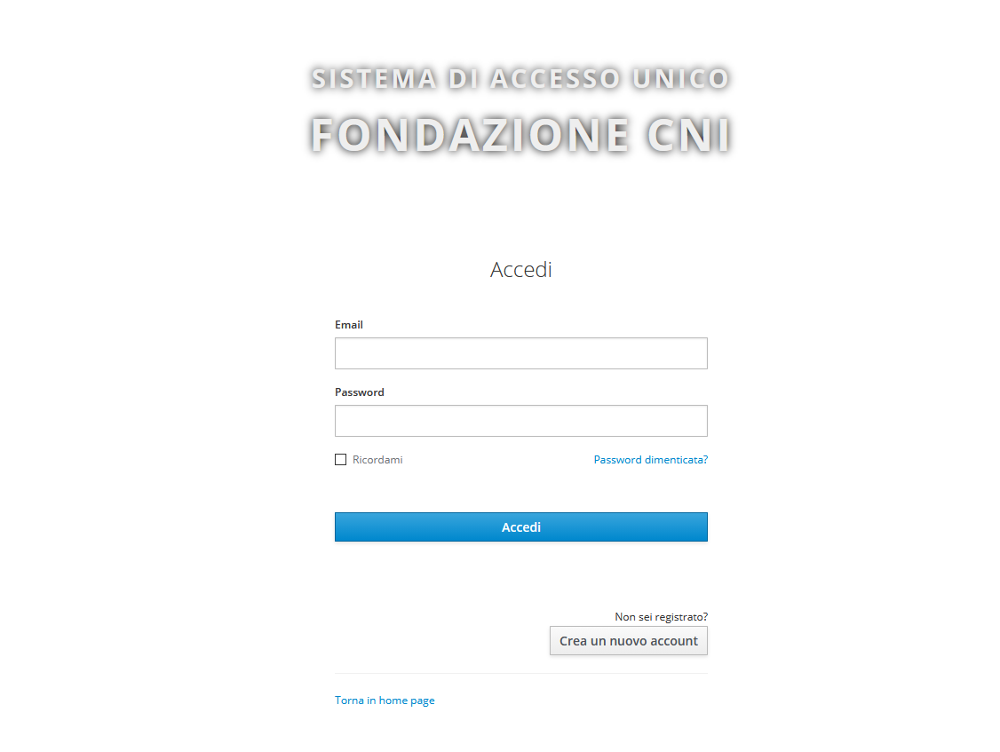 SISTEMA DI ACCESSO UNICO
FONDAZIONE CNI
Accedi
Email
Password
Ricordami
Password dimenticata?
Accedi
Non sei registrato?
Crea un nuovo account
Torna in home page